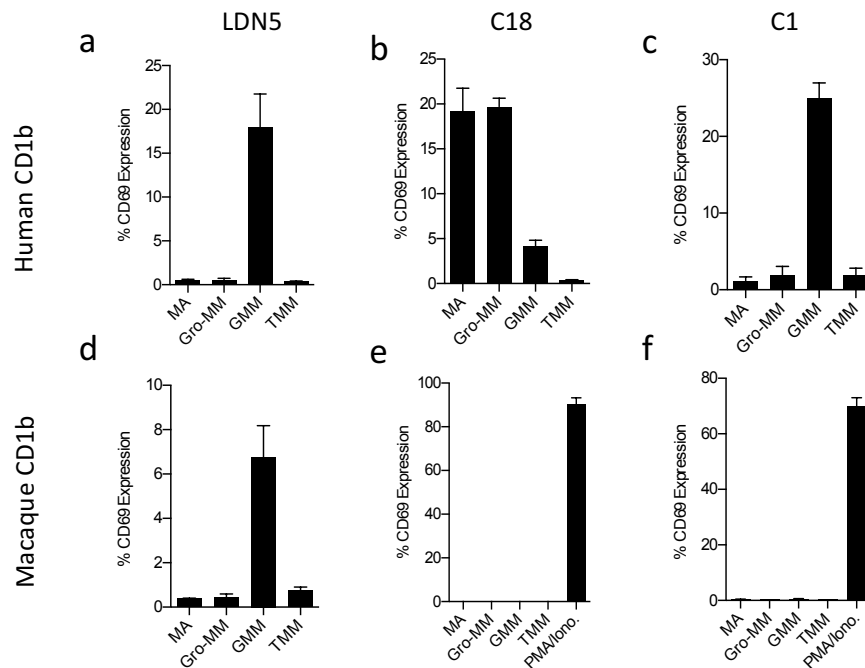 LDN5
C18
C1
Human CD1b
Macaque CD1b
a
% CD69 Expression
25
20
15
10
5
0
MA
Gro-MM
GMM
TMM
b
% CD69 Expression
25
20
15
10
5
0
MA
Gro-MM
GMM
TMM
c
% CD69 Expression
30
20
10
0
MA
Gro-MM
GMM
TMM
d
% CD69 Expression
10
8
6
4
2
0
MA
Gro-MM
GMM
TMM
e
% CD69 Expression
100
80
60
40
20
0
MA
Gro-MM
GMM
TMM
PMA/Iono.
f
% CD69 Expression
80
60
40
20
0
MA
Gro-MM
GMM
TMM
PMA/Iono.